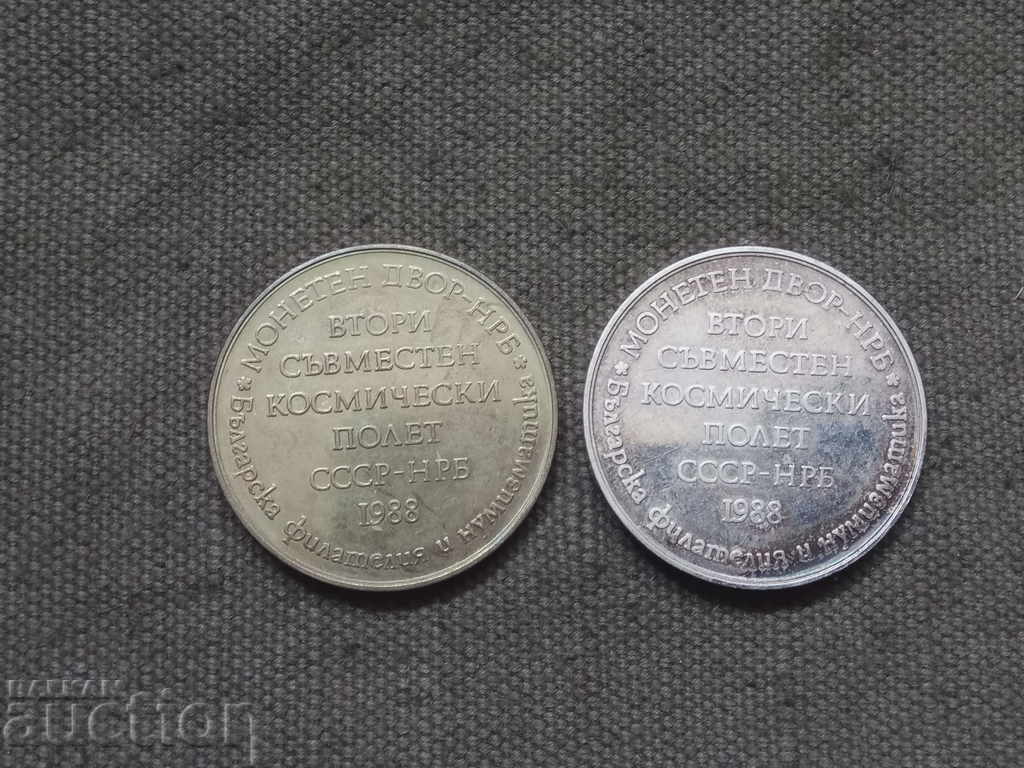 * МОНЕТЕН ДВОР-НРБ *
ВТОРИ
СЪВМЕСТЕН
КОСМИЧЕСКИ
ПОЛЕТ
СССР-НРБ
1988
Българска филателия и нумизматика
* МОНЕТЕН ДВОР-НРБ *
ВТОРИ
СЪВМЕСТЕН
КОСМИЧЕСКИ
ПОЛЕТ
СССР-НРБ
1988
Българска филателия и нумизматика
БАЛКАН
auction